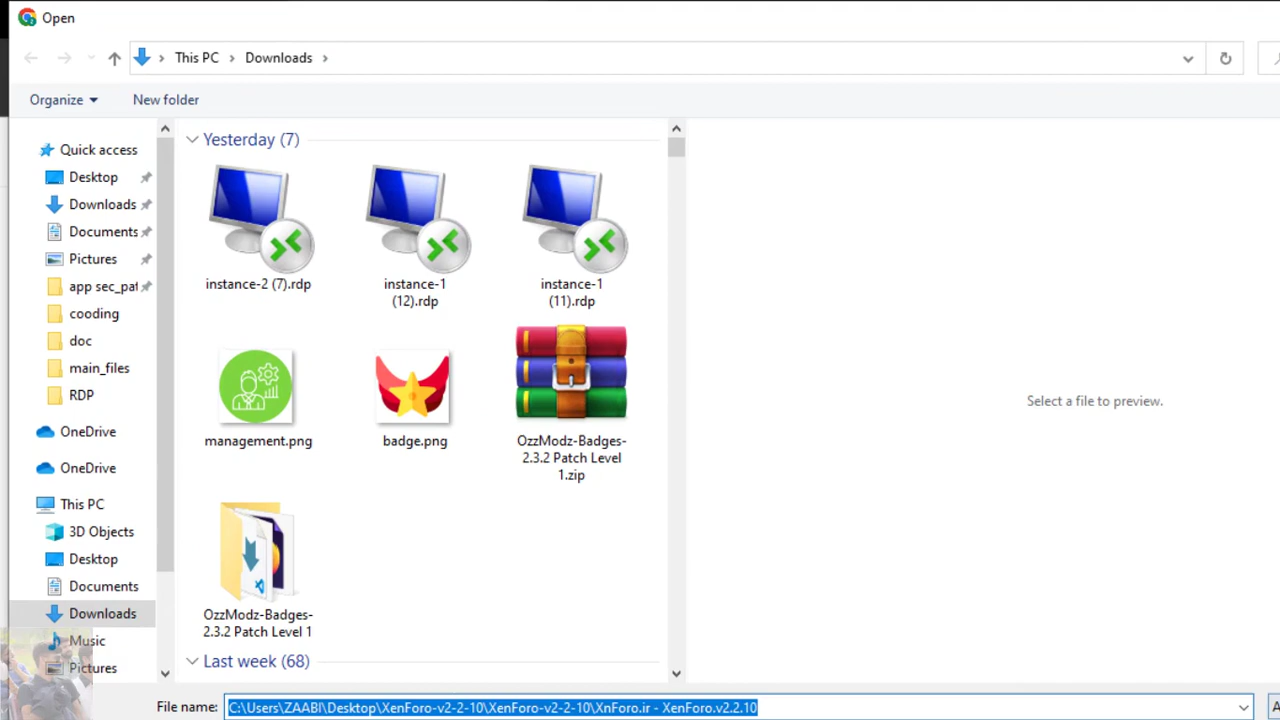 Open
This PC
Downloads
Organize
New folder
Quick access
Desktop
Downloads
Documents
Pictures
app sec_pat
cooding
doc
main_files
RDP
OneDrive
OneDrive
This PC
3D Objects
Desktop
Documents
Downloads
Music
Pictures
Yesterday (7)
instance-2 (7).rdp
instance-1
(12).rdp
instance-1
(11).rdp
management.png
badge.png
OzzModz-Badges-
2.3.2 Patch Level
1.zip
OzzModz-Badges-
2.3.2 Patch Level 1
Last week (68)
Select a file to preview.
File name:
C:\Users\ZAABI\Desktop\XenForo-v2-2-10\XenForo-v2-2-10\XnForo.ir - XenForo.v2.2.10